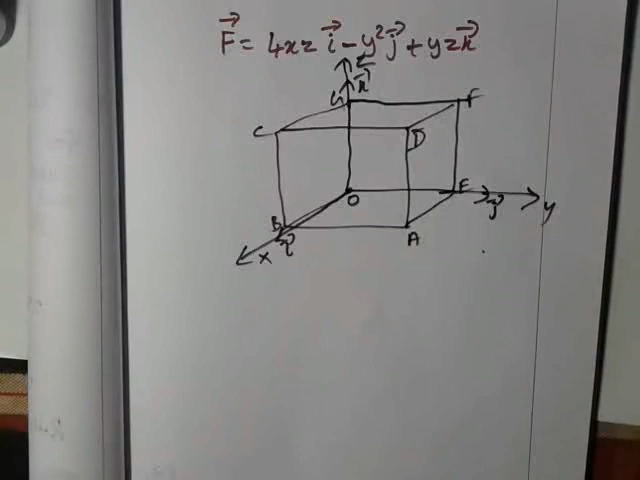 F⃗ = 4xz i⃗ − y² j⃗ + yz k⃗
z
k⃗
G F
C D
O E j⃗ y
B A
x i⃗